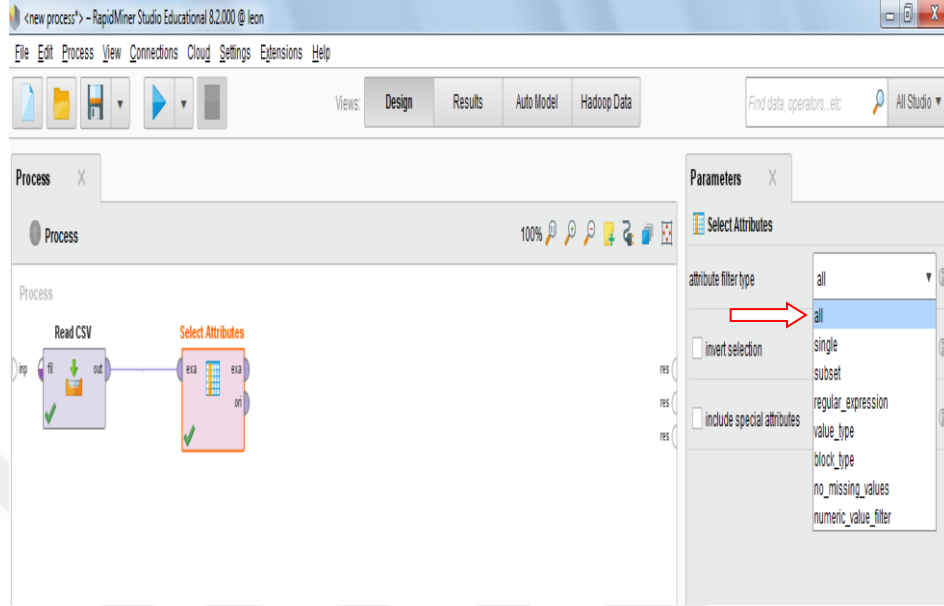 <new process*> – RapidMiner Studio Educational 8.2.000 @ leon
File Edit Process View Connections Cloud Settings Extensions Help
Views: Design Results Auto Model Hadoop Data
Find data, operators...etc
All Studio
Process
Parameters
Process
100%
Select Attributes
attribute filter type
all
Process
all
Read CSV
Select Attributes
single
invert selection
inp
fil
out
exa
exa
res
subset
ori
res
regular_expression
include special attributes
value_type
res
block_type
no_missing_values
numeric_value_filter